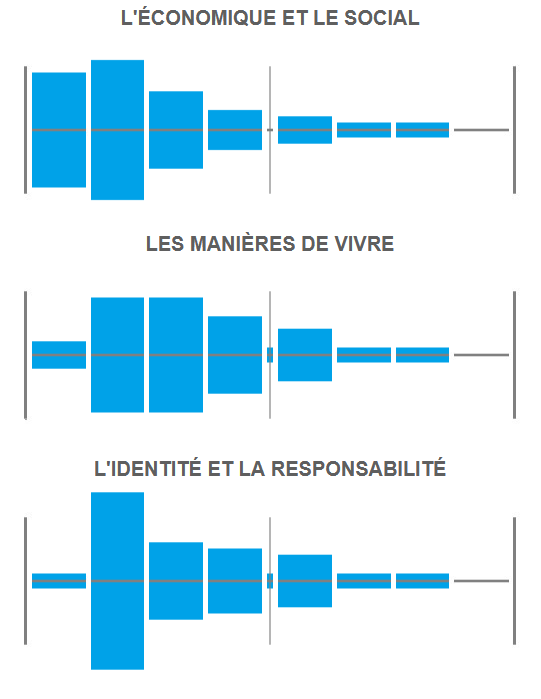 L'ÉCONOMIQUE ET LE SOCIAL
LES MANIÈRES DE VIVRE
L'IDENTITÉ ET LA RESPONSABILITÉ